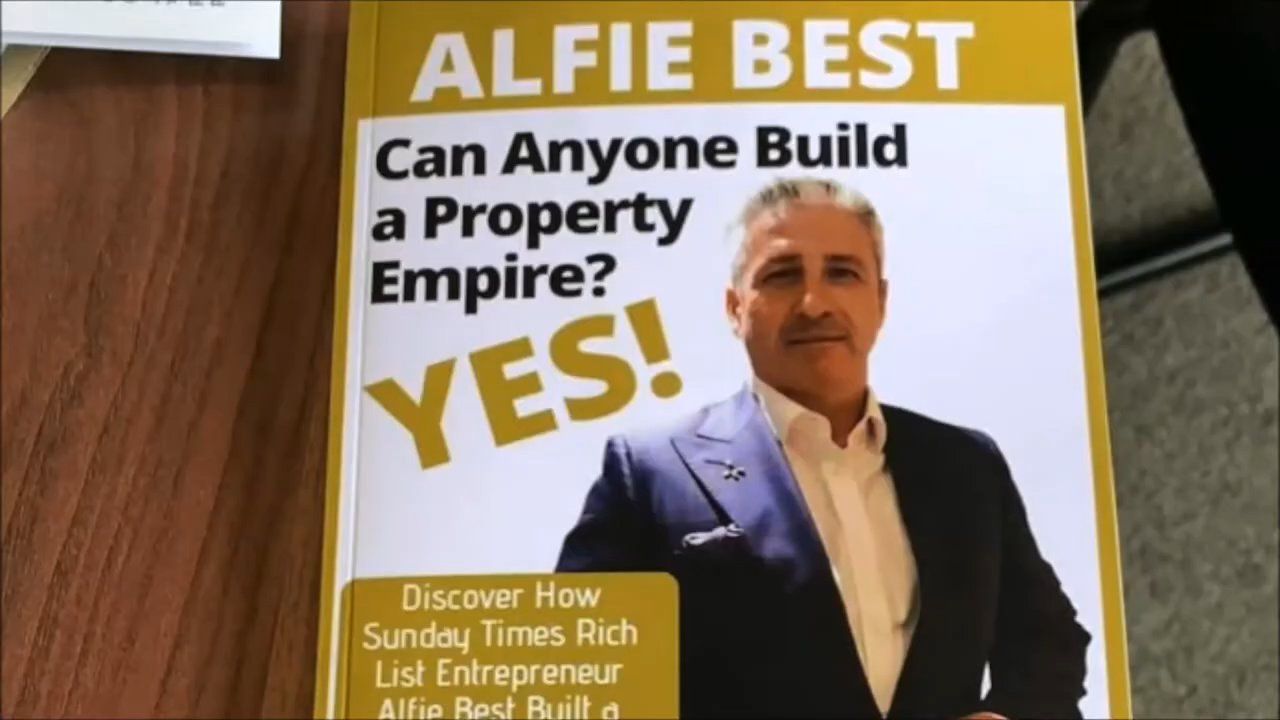 ALFIE BEST
Can Anyone Build
a Property
Empire?
YES!
Discover How
Sunday Times Rich
List Entrepreneur
Alfie Best Built a